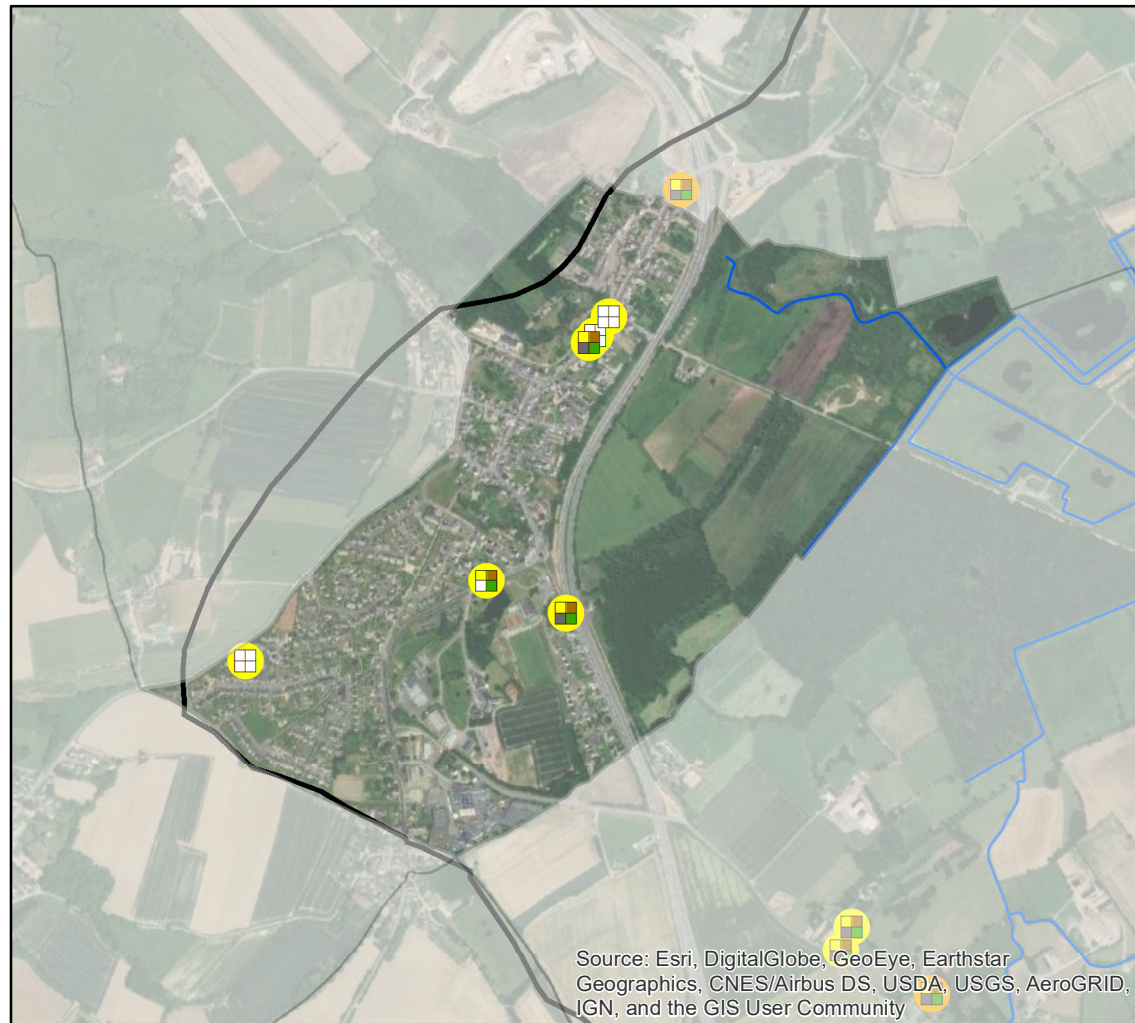 Source: Esri, DigitalGlobe, GeoEye, Earthstar
Geographics, CNES/Airbus DS, USDA, USGS, AeroGRID,
IGN, and the GIS User Community